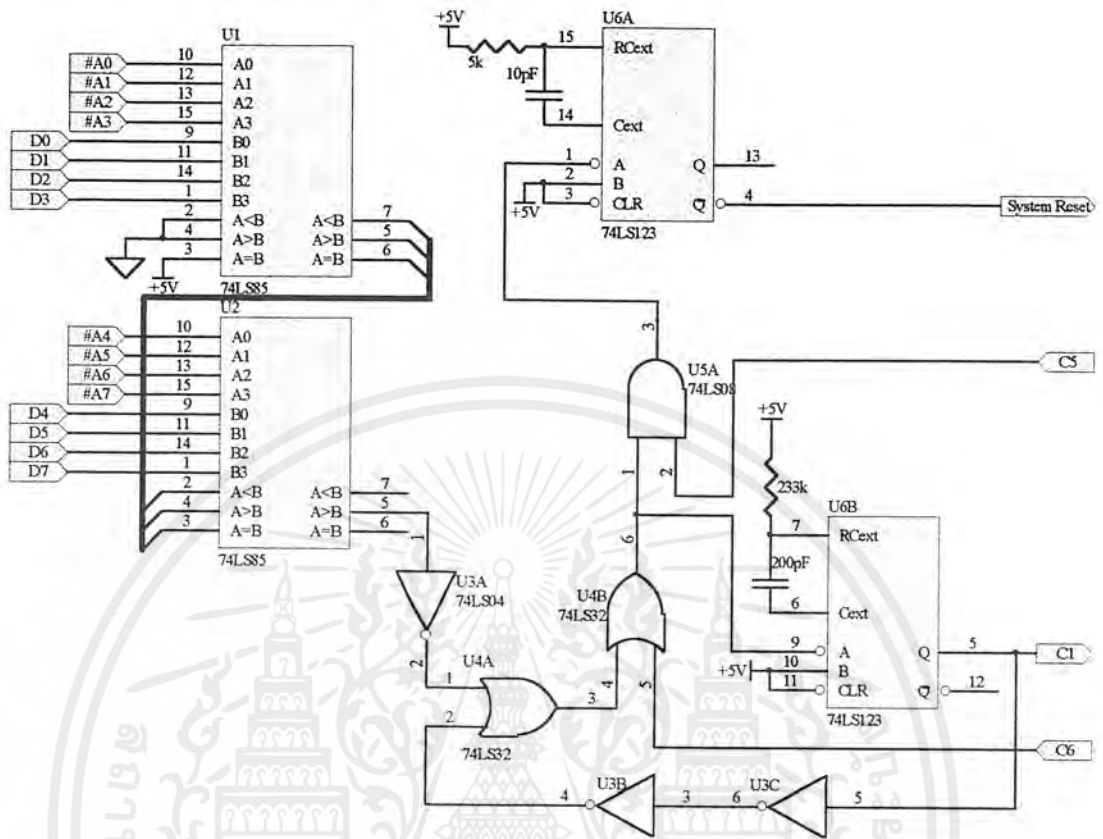 +5V
5k
10pF
U6A
15
RCext
14
Cext
1
A
2
B
3
CLR
+5V
Q
13
Q
4
74LS123
System Reset
U1
#A0
10
A0
#A1
12
A1
#A2
13
A2
#A3
15
A3
D0
9
B0
D1
11
B1
D2
14
B2
D3
1
B3
2
A<B
4
A>B
3
A=B
A<B
7
A>B
5
A=B
6
+5V
74LS85
U2
#A4
10
A0
#A5
12
A1
#A6
13
A2
#A7
15
A3
D4
9
B0
D5
11
B1
D6
14
B2
D7
1
B3
2
A<B
4
A>B
3
A=B
A<B
7
A>B
5
A=B
6
74LS85
1
U3A
74LS04
2
U4A
1
2
3
74LS32
U4B
74LS32
6
4
5
3
U5A
74LS08
1
2
C5
+5V
233k
200pF
U6B
7
RCext
6
Cext
9
A
10
B
11
CLR
+5V
Q
5
Q
12
74LS123
C1
C6
U3B
4
3
U3C
6
5